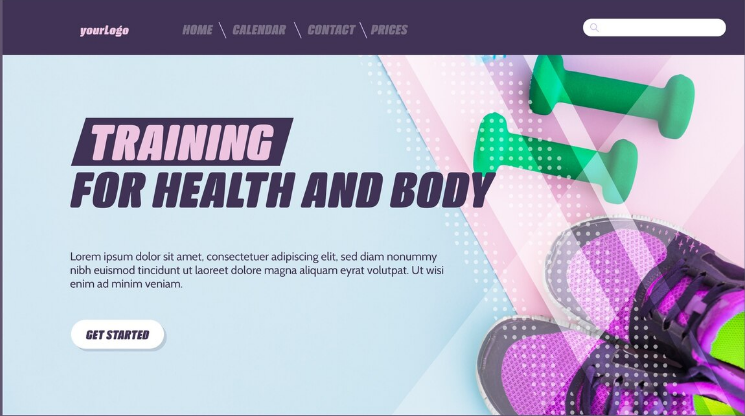 yourLogo
HOME \ CALENDAR \ CONTACT \ PRICES
TRAINING
FOR HEALTH AND BODY
Lorem ipsum dolor sit amet, consectetuer adipiscing elit, sed diam nonummy
nibh euismod tincidunt ut laoreet dolore magna aliquam eyrat volutpat. Ut wisi
enim ad minim veniam.
GET STARTED